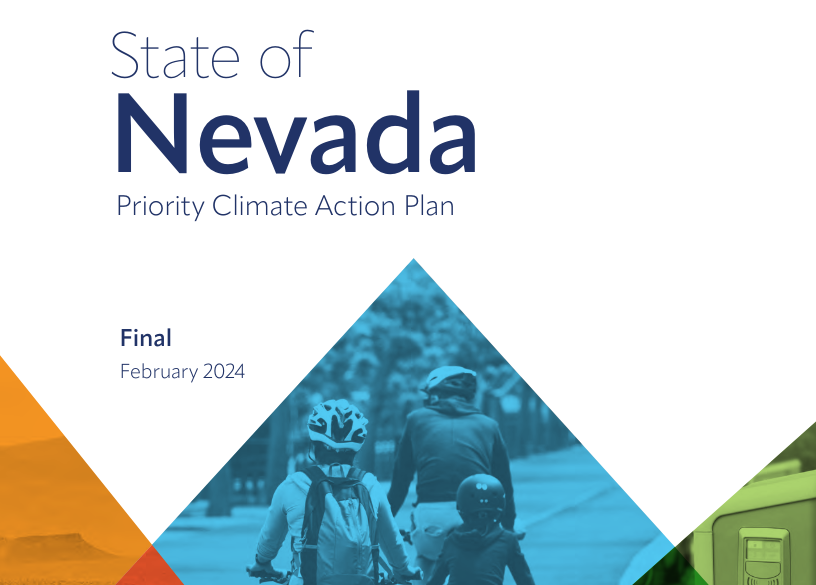 State of
Nevada
Priority Climate Action Plan
Final
February 2024